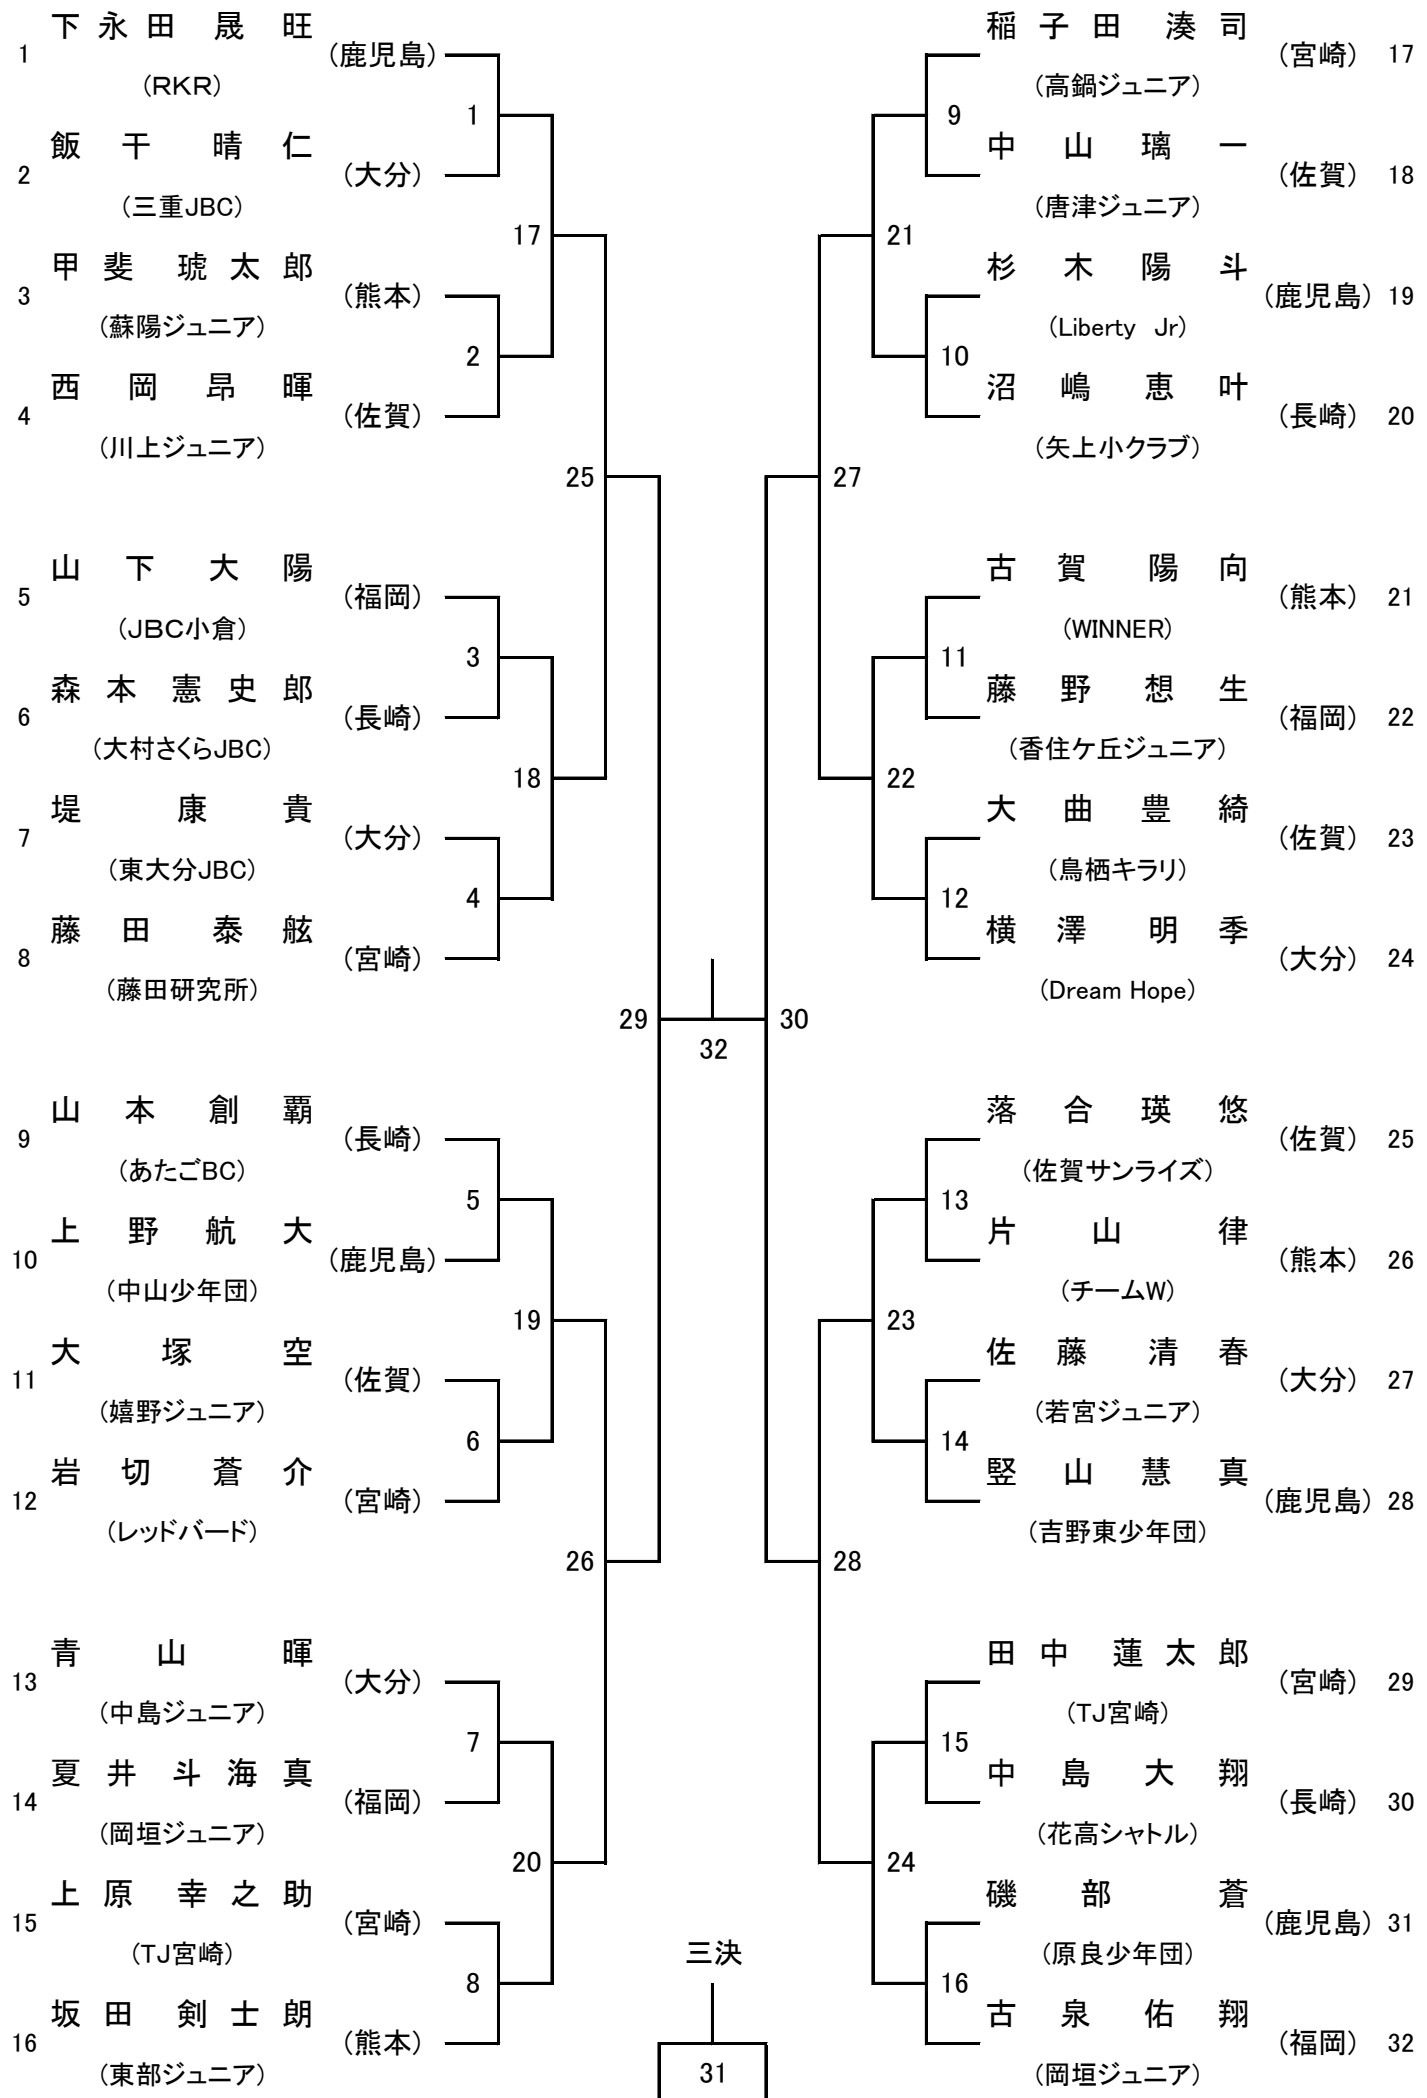 下永田 晟旺
1 (鹿児島)
(RKR)
1
飯干 晴仁
2 (大分)
(三重JBC)
17
甲斐 琥太郎
3 (熊本)
(蘇陽ジュニア)
2
西岡昂暉
4 (佐賀)
(川上ジュニア)
25
山下大陽
5 (福岡)
(JBC小倉)
3
森本憲史郎
6 (長崎)
(大村さくらJBC)
18
堤康貴
7 (大分)
(東大分JBC)
4
藤田泰舷
8 (宮崎)
(藤田研究所)
29
山本創覇
9 (長崎)
(あたごBC)
5
上野航大
10 (鹿児島)
(中山少年団)
19
大塚空
11 (佐賀)
(嬉野ジュニア)
6
岩切蒼介
12 (宮崎)
(レッドバード)
26
青山暉
13 (大分)
(中島ジュニア)
7
夏井斗海真
14 (福岡)
(岡垣ジュニア)
20
上原幸之助
15 (宮崎)
(TJ宮崎)
8
坂田剣士朗
16 (熊本)
(東部ジュニア)
32
三決
31
稲子田 湊司
(宮崎) 17
(高鍋ジュニア)
9
中山璃一
(佐賀) 18
(唐津ジュニア)
21
杉木陽斗
(鹿児島) 19
(Liberty Jr)
10
沼嶋恵叶
(長崎) 20
(矢上小クラブ)
27
古賀陽向
(熊本) 21
(WINNER)
11
藤野想生
(福岡) 22
(香住ケ丘ジュニア)
22
大曲豊綺
(佐賀) 23
(鳥栖キラリ)
12
横澤明季
(大分) 24
(Dream Hope)
30
落合瑛悠
(佐賀) 25
(佐賀サンライズ)
13
片山律
(熊本) 26
(チームW)
23
佐藤清春
(大分) 27
(若宮ジュニア)
14
竪山慧真
(鹿児島) 28
(吉野東少年団)
28
田中蓮太郎
(宮崎) 29
(TJ宮崎)
15
中島大翔
(長崎) 30
(花高シャトル)
24
磯部蒼
(鹿児島) 31
(原良少年団)
16
古泉佑翔
(福岡) 32
(岡垣ジュニア)